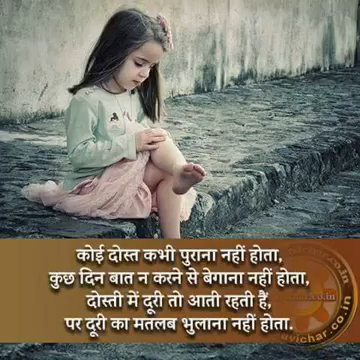 कोई दोस्त कभी पुराना नहीं होता,
कुछ दिन बात न करने से बेगाना नहीं होता,
दोस्ती में दूरी तो आती रहती हैं,
पर दूरी का मतलब भुलाना नहीं होता.